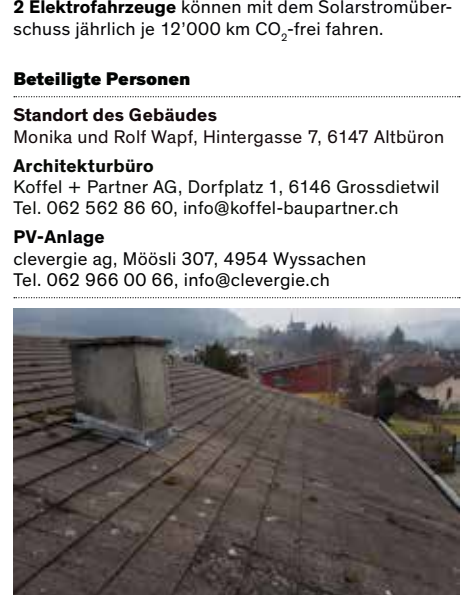 2 Elektrofahrzeuge können mit dem Solarstromüber-
schuss jährlich je 12’000 km CO₂-frei fahren.
Beteiligte Personen
Standort des Gebäudes
Monika und Rolf Wapf, Hintergasse 7, 6147 Altbüron
Architekturbüro
Koffel + Partner AG, Dorfplatz 1, 6146 Grossdietwil
Tel. 062 562 86 60, info@koffel-baupartner.ch
PV-Anlage
clevergie ag, Möösli 307, 4954 Wyssachen
Tel. 062 966 00 66, info@clevergie.ch